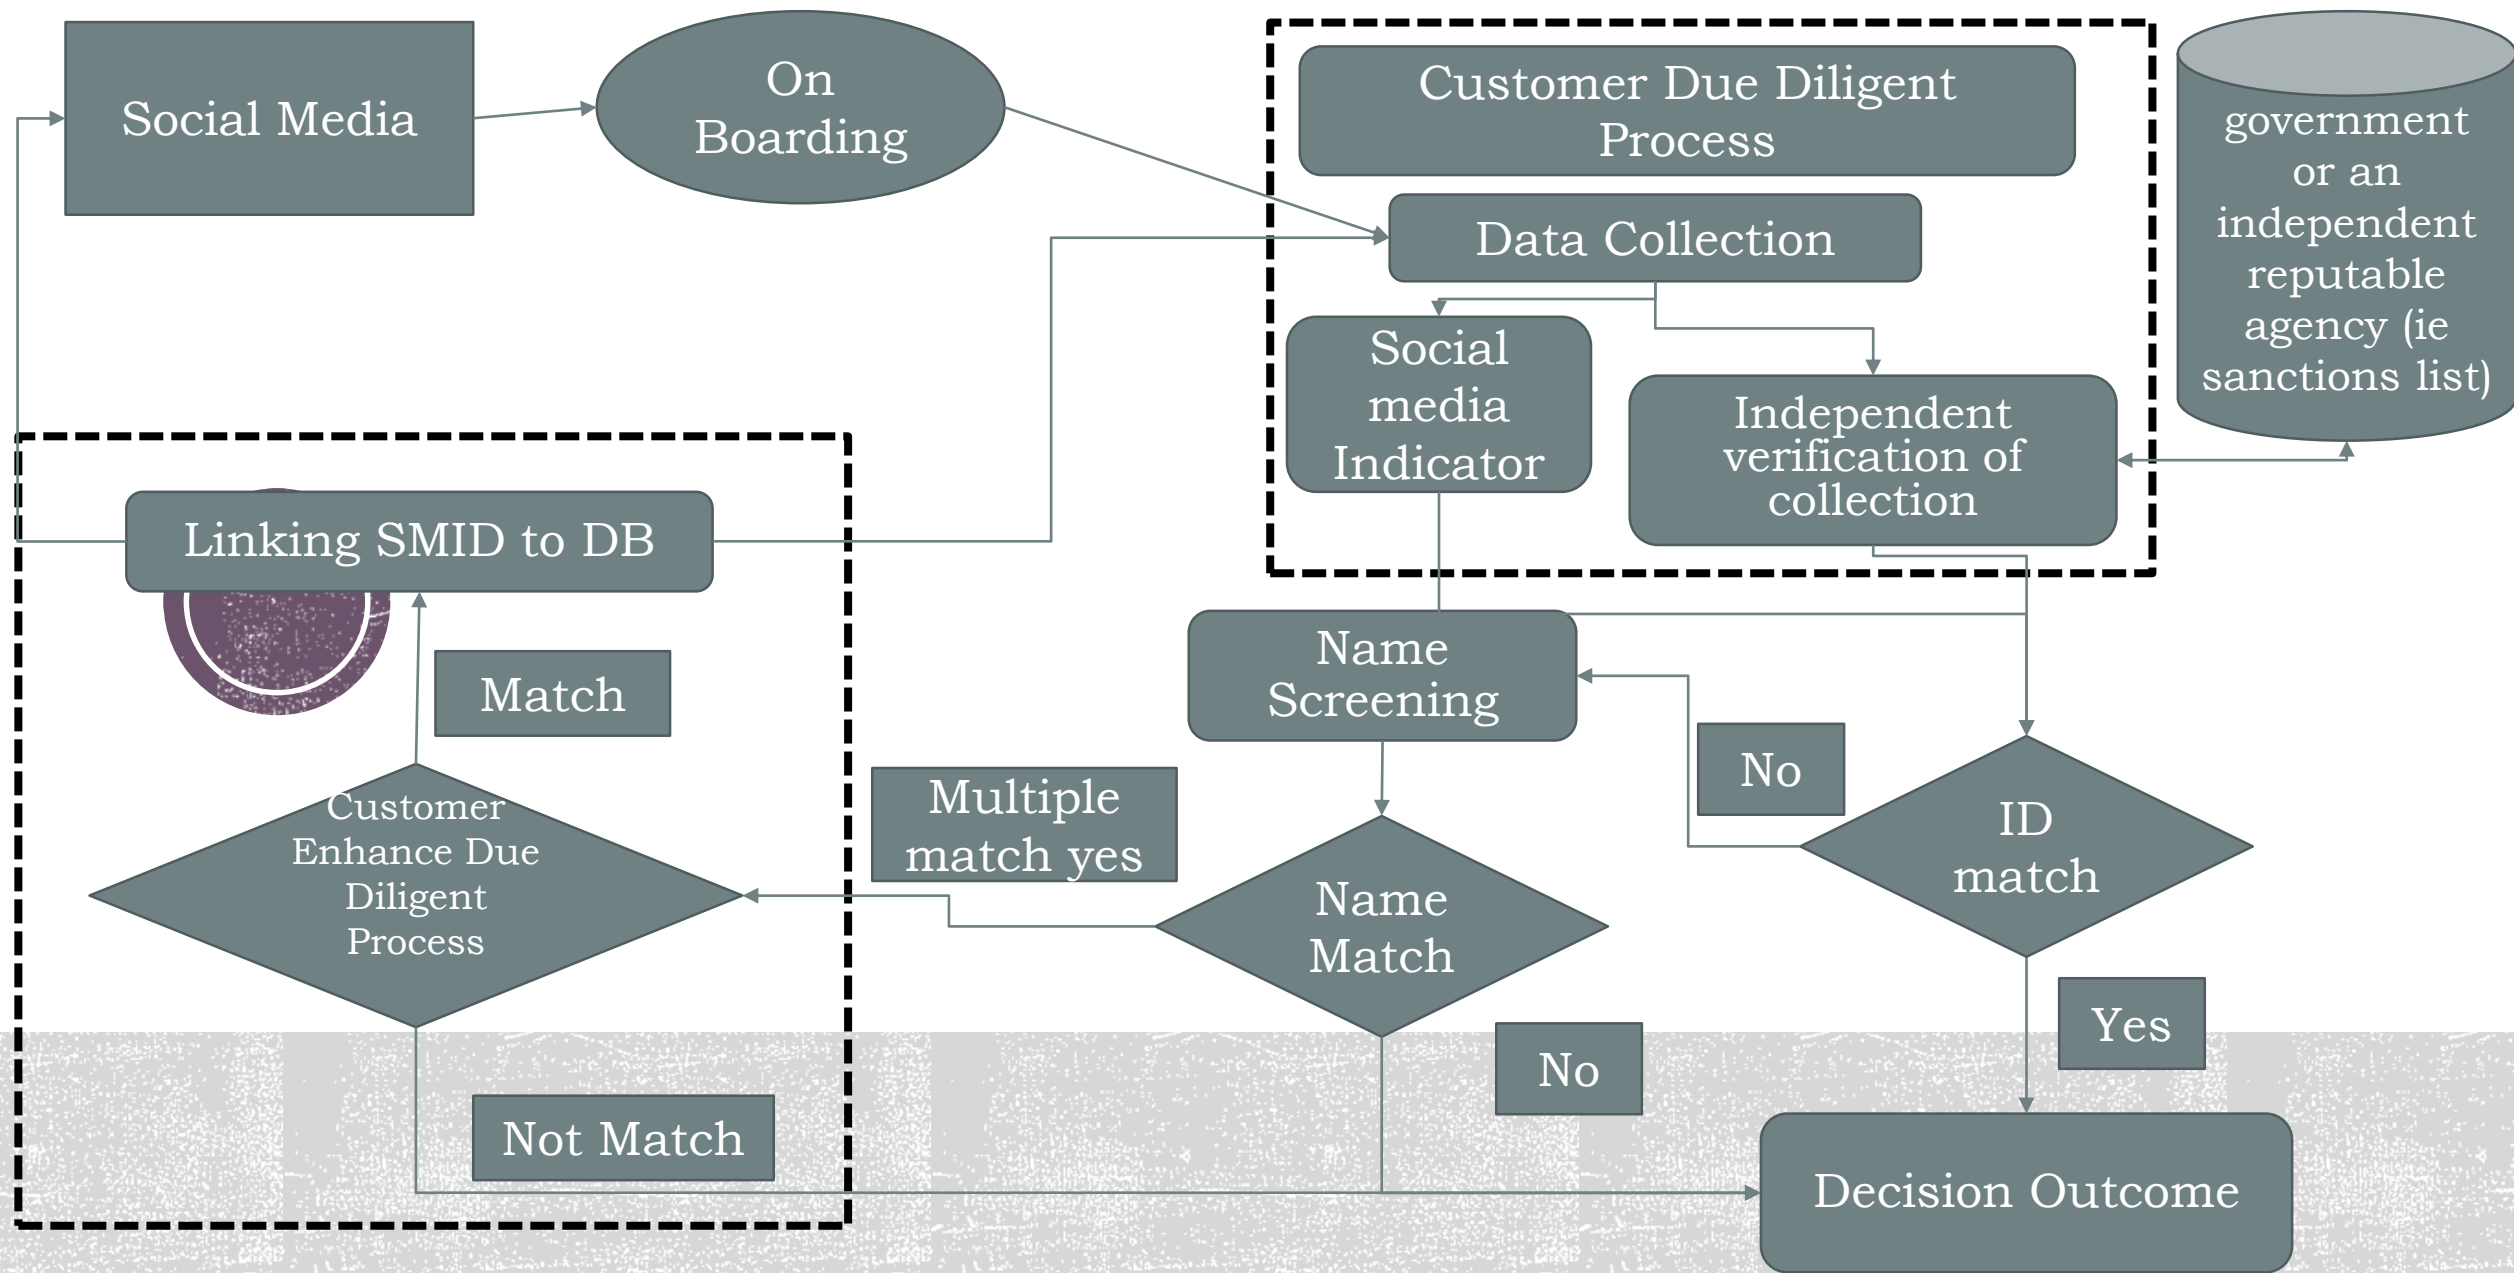 Social Media
On
Boarding
Customer Due Diligent
Process
Data Collection
government
or an
independent
reputable
agency (ie
sanctions list)
Social
media
Indicator
Independent
verification of
collection
Linking SMID to DB
Match
Name
Screening
No
Multiple
match yes
ID
match
Customer
Enhance Due
Diligent
Process
Name
Match
Yes
No
Not Match
Decision Outcome